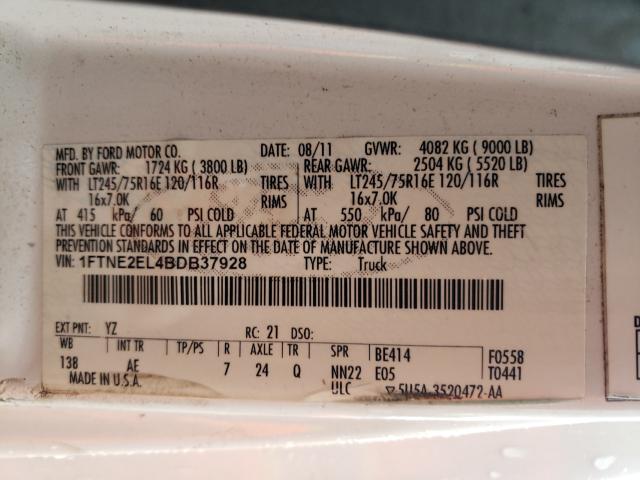 MFD. BY FORD MOTOR CO. DATE: 08/11 GVWR: 4082 KG ( 9000 LB)
FRONT GAWR: 1724 KG ( 3800 LB) REAR GAWR: 2504 KG ( 5520 LB)
WITH LT245/75R16E 120/116R TIRES WITH LT245/75R16E 120/116R TIRES
16x7.0K RIMS 16x7.0K RIMS
AT 415 kPa/ 60 PSI COLD AT 550 kPa/ 80 PSI COLD
THIS VEHICLE CONFORMS TO ALL APPLICABLE FEDERAL MOTOR VEHICLE SAFETY AND THEFT
PREVENTION STANDARDS IN EFFECT ON THE DATE OF MANUFACTURE SHOWN ABOVE.
VIN: 1FTNE2EL4BDB37928 TYPE: Truck
EXT PNT: YZ RC: 21 DSO:
WB INT TR TP/PS R AXLE TR SPR BE414 F0558
138 AE 7 24 Q NN22 E05 T0441
MADE IN U.S.A. ULC 5U5A-3520472-AA